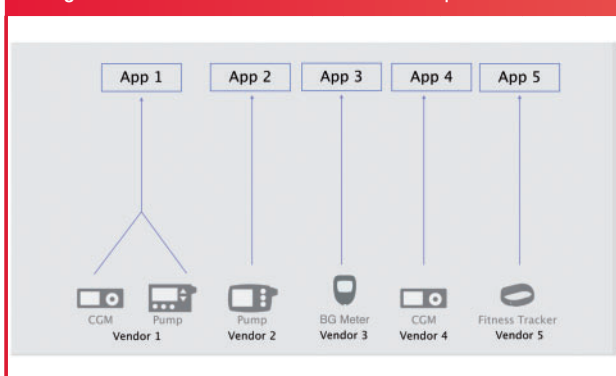 App 1 App 2 App 3 App 4 App 5
CGM Pump Pump BG Meter CGM Fitness Tracker
Vendor 1 Vendor 2 Vendor 3 Vendor 4 Vendor 5